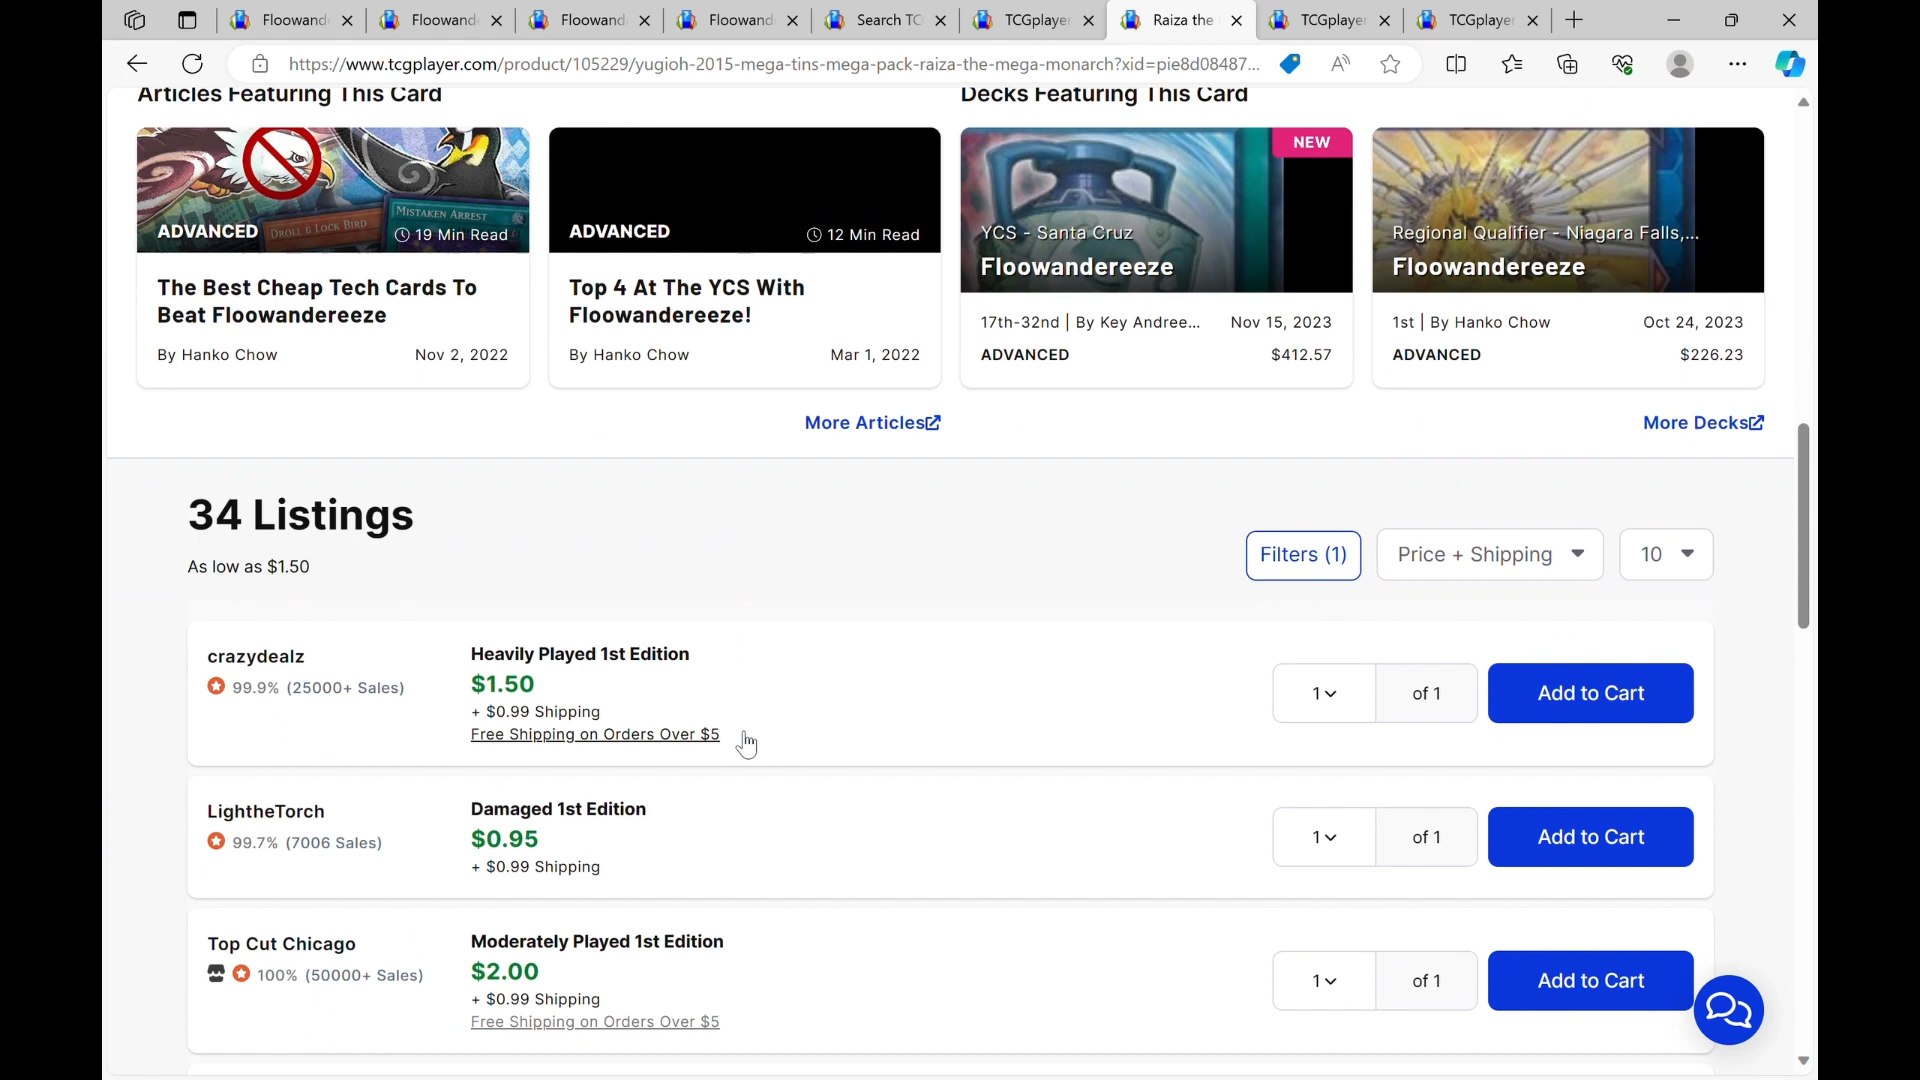 Floowand
Floowand
Floowand
Floowand
Search TC
TCGplayer
Raiza the
TCGplayer
TCGplayer
https://www.tcgplayer.com/product/105229/yugioh-2015-mega-tins-mega-pack-raiza-the-mega-monarch?xid=pie8d08487...
Articles Featuring This Card
Decks Featuring This Card
DROLL & LOCK BIRD
MISTAKEN ARREST
ADVANCED
19 Min Read
The Best Cheap Tech Cards To
Beat Floowandereeze
By Hanko Chow
Nov 2, 2022
ADVANCED
12 Min Read
Top 4 At The YCS With
Floowandereeze!
By Hanko Chow
Mar 1, 2022
NEW
YCS - Santa Cruz
Floowandereeze
17th-32nd | By Key Andree...
Nov 15, 2023
ADVANCED
$412.57
Regional Qualifier - Niagara Falls,...
Floowandereeze
1st | By Hanko Chow
Oct 24, 2023
ADVANCED
$226.23
More Articles
More Decks
34 Listings
As low as $1.50
Filters (1)
Price + Shipping
10
crazydealz
99.9% (25000+ Sales)
Heavily Played 1st Edition
$1.50
+ $0.99 Shipping
Free Shipping on Orders Over $5
1
of 1
Add to Cart
LightheTorch
99.7% (7006 Sales)
Damaged 1st Edition
$0.95
+ $0.99 Shipping
1
of 1
Add to Cart
Top Cut Chicago
100% (50000+ Sales)
Moderately Played 1st Edition
$2.00
+ $0.99 Shipping
Free Shipping on Orders Over $5
1
of 1
Add to Cart